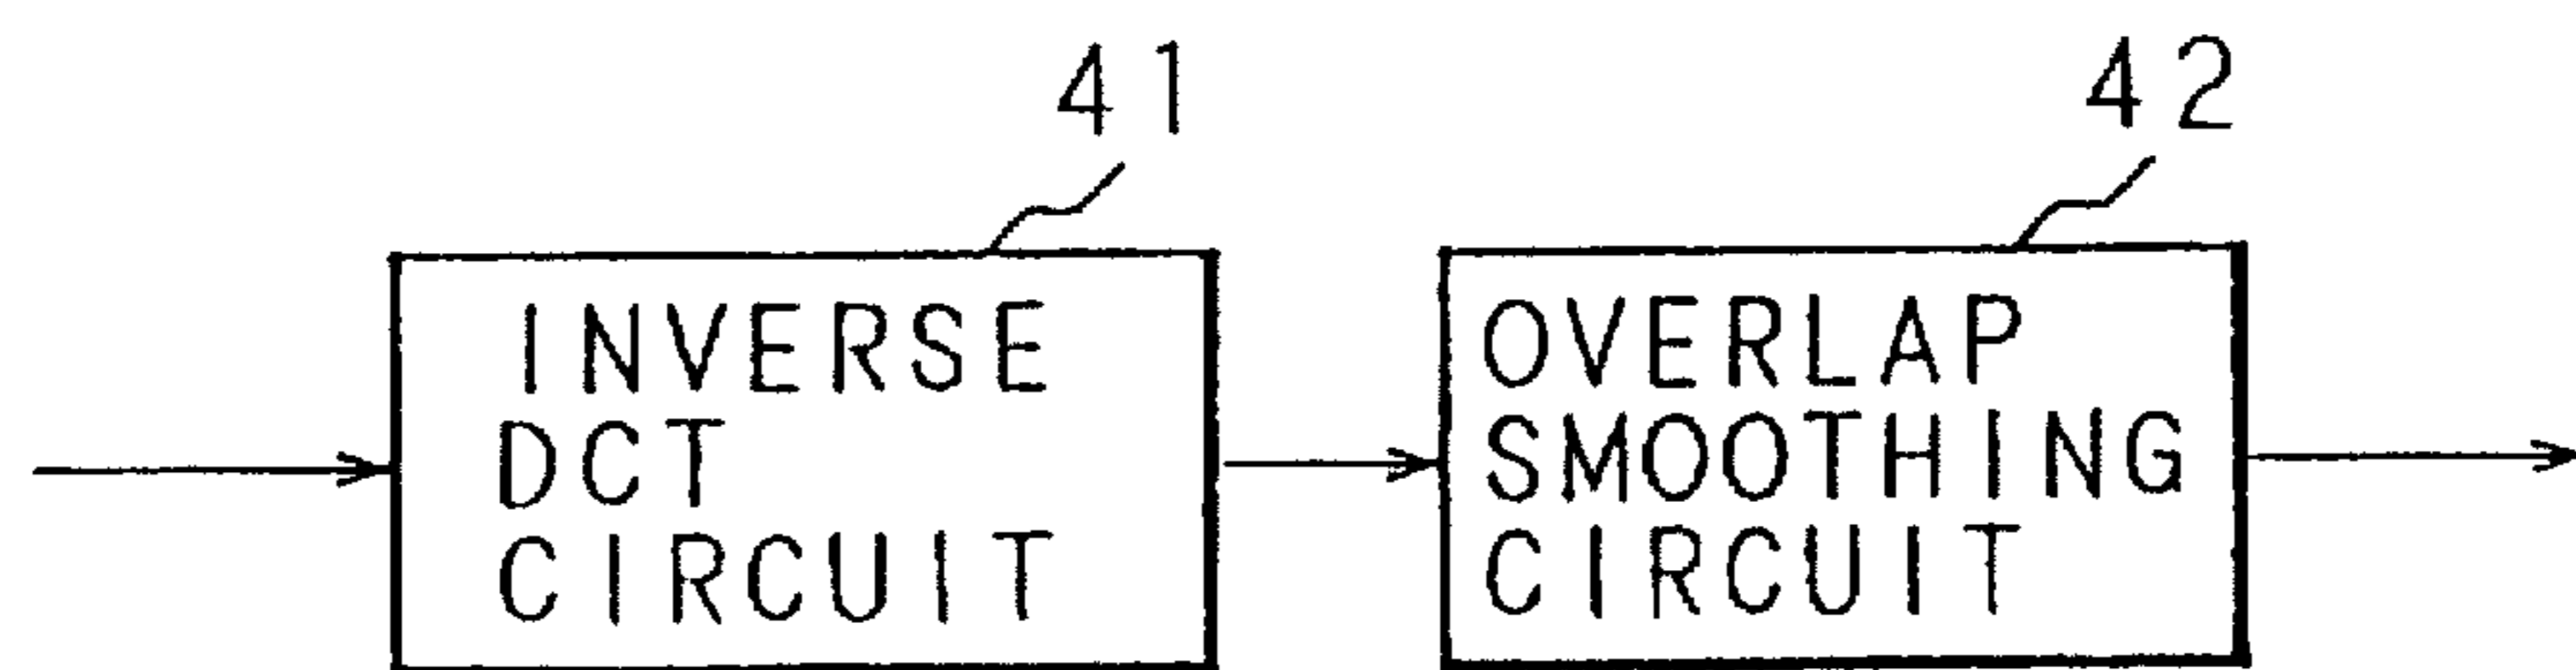 41
42
INVERSE
DCT
CIRCUIT
OVERLAP
SMOOTHING
CIRCUIT